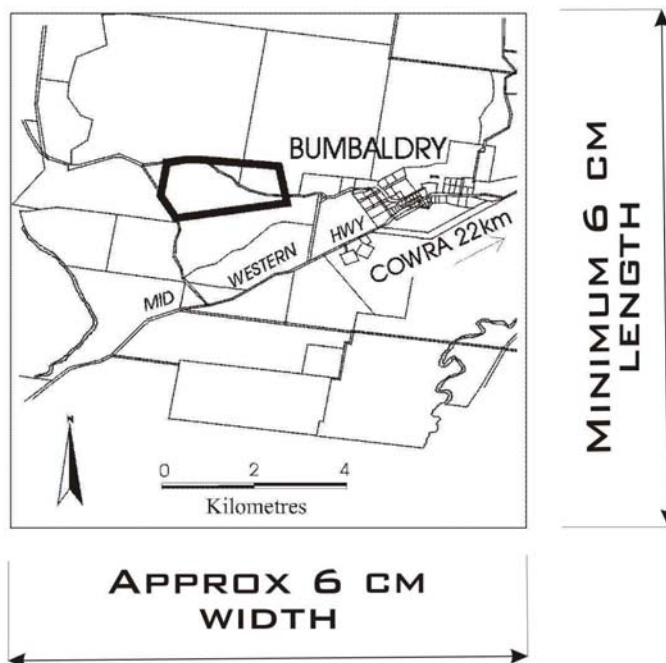 BUMBALDRY
MID WESTERN HWY
COWRA 22km
N
0 2 4
Kilometres
MINIMUM 6 CM
LENGTH
APPROX 6 CM
WIDTH